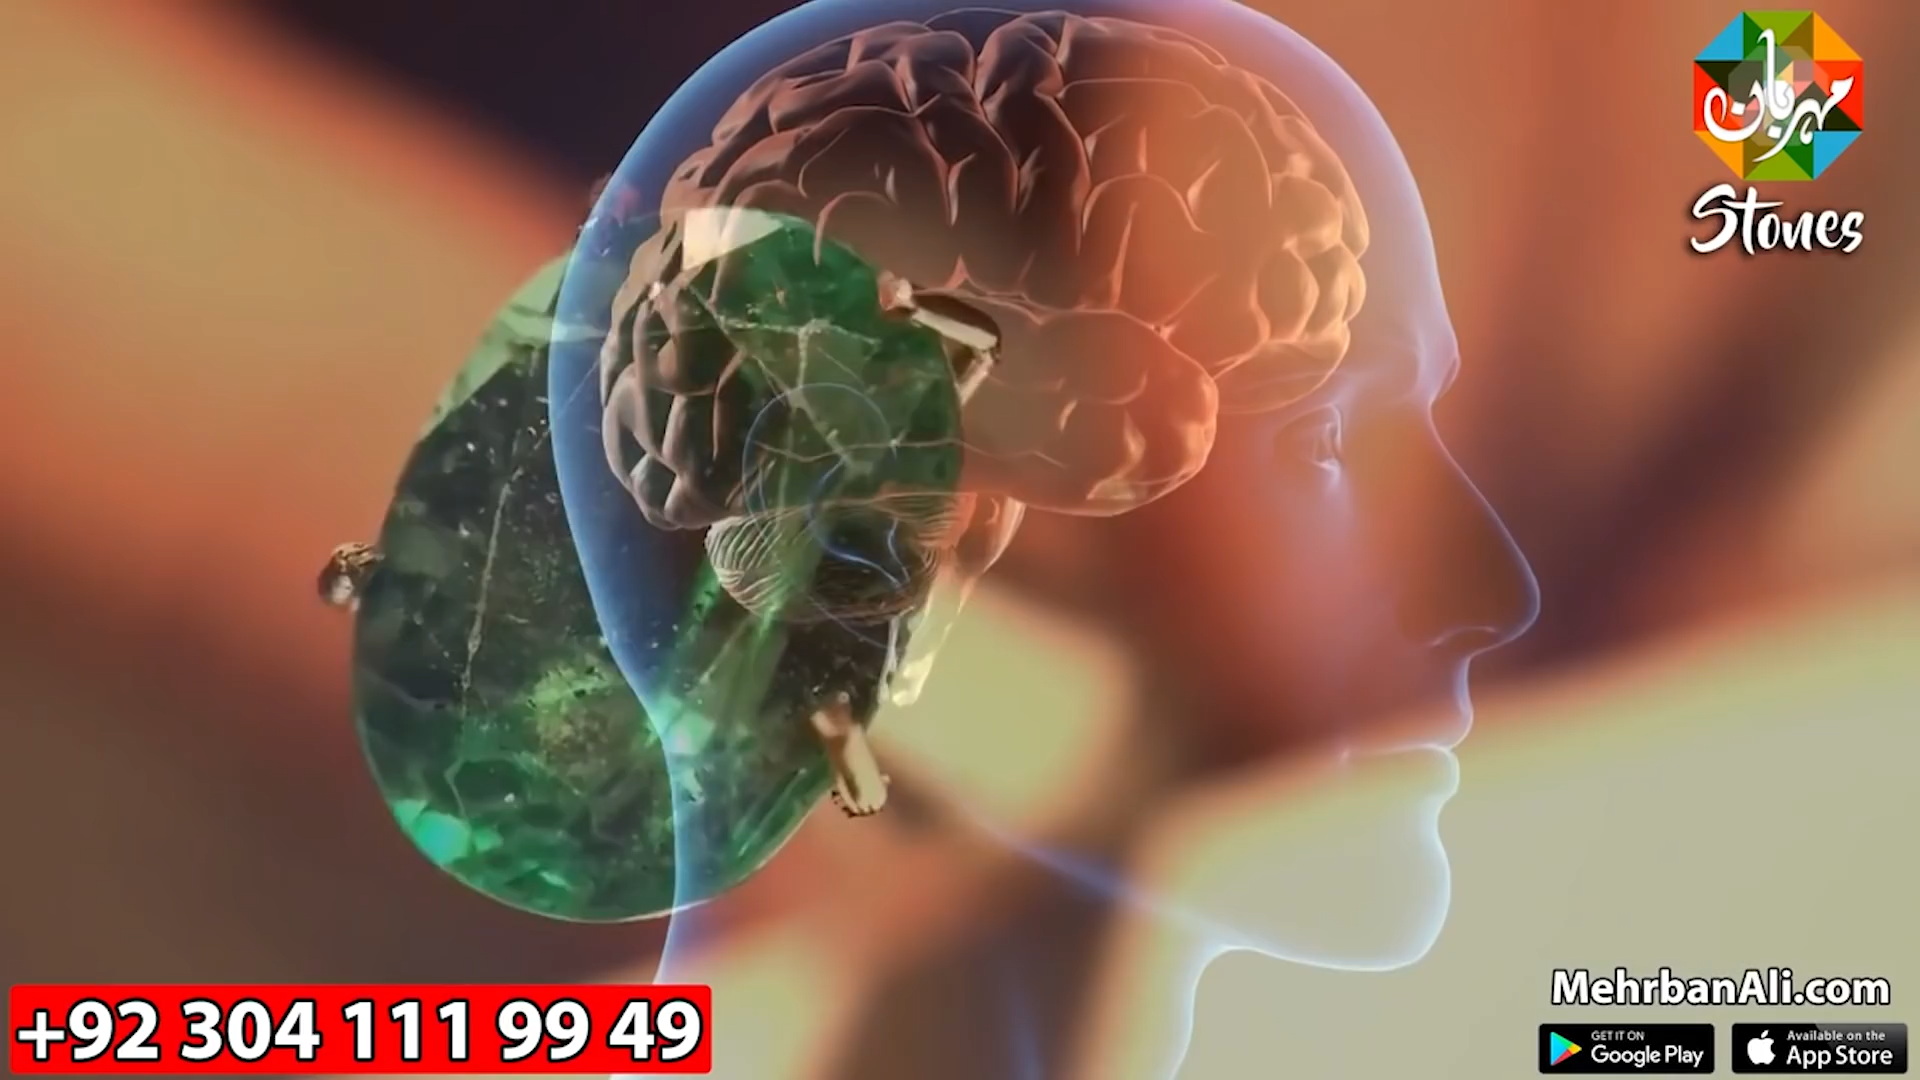 مہربان
Stones
+92 304 111 99 49
MehrbanAli.com
GET IT ON
Google Play
Available on the
App Store